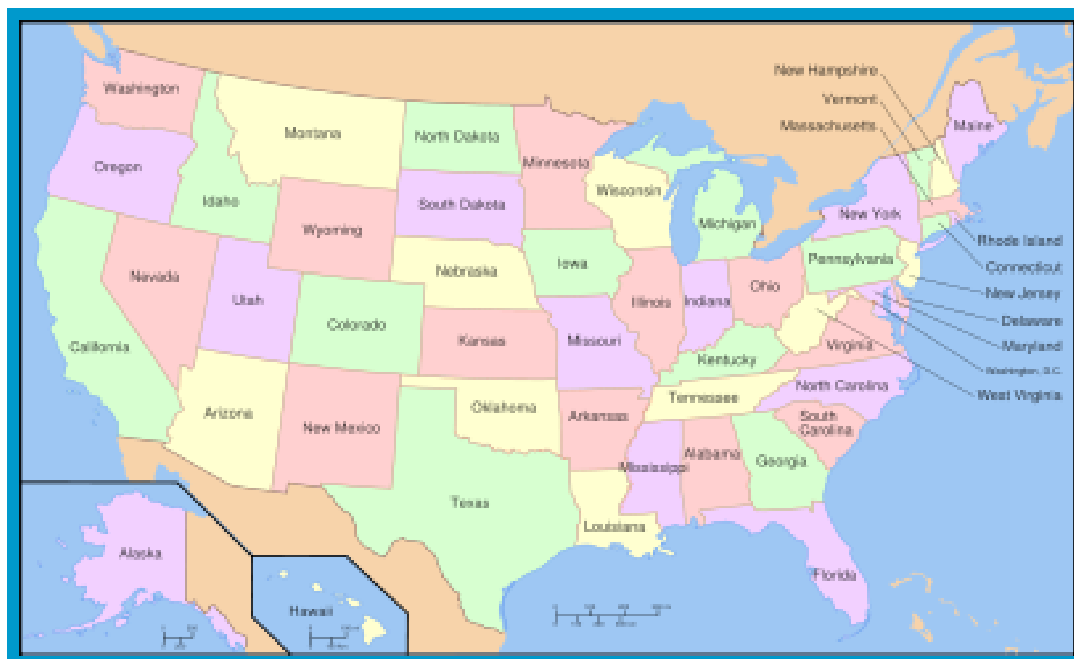 New Hampshire
Washington
Vermont
Montana
North Dakota
Massachusetts
Maine
Minnesota
Oregon
Wisconsin
Idaho
South Dakota
New York
Michigan
Wyoming
Rhode Island
Pennsylvania
Iowa
Connecticut
Nebraska
Nevada
Ohio
New Jersey
Utah
Illinois
Indiana
Delaware
Colorado
Kansas
Missouri
Virginia
Maryland
California
Kentucky
Washington, D.C.
North Carolina
West Virginia
Tennessee
Oklahoma
Arizona
Arkansas
South
Carolina
New Mexico
Alabama
Georgia
Mississippi
Texas
Louisiana
Alaska
Florida
Hawaii